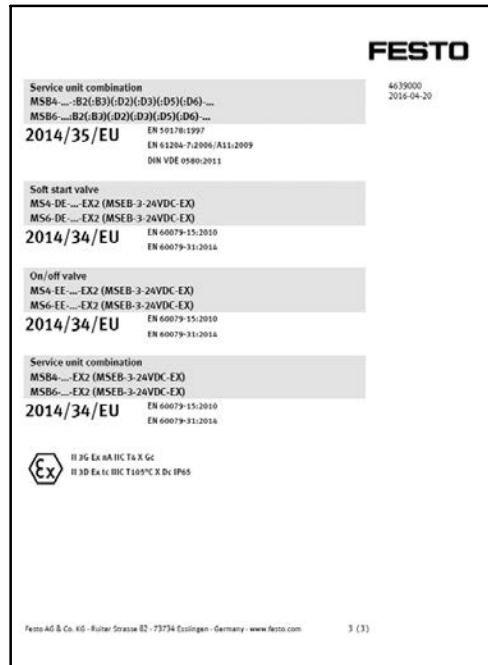 FESTO
4639000
2016-04-20
Service unit combination
MSB4-...-:B2(:B3)(:D2)(:D3)(:D5)(:D6)-...
MSB6-...:B2(:B3)(:D2)(:D3)(:D5)(:D6)-...
2014/35/EU
EN 50178:1997
EN 61204-7:2006/A11:2009
DIN VDE 0580:2011
Soft start valve
MS4-DE-...-EX2 (MSEB-3-24VDC-EX)
MS6-DE-...-EX2 (MSEB-3-24VDC-EX)
2014/34/EU
EN 60079-15:2010
EN 60079-31:2014
On/off valve
MS4-EE-...-EX2 (MSEB-3-24VDC-EX)
MS6-EE-...-EX2 (MSEB-3-24VDC-EX)
2014/34/EU
EN 60079-15:2010
EN 60079-31:2014
Service unit combination
MSB4-...-EX2 (MSEB-3-24VDC-EX)
MSB6-...-EX2 (MSEB-3-24VDC-EX)
2014/34/EU
EN 60079-15:2010
EN 60079-31:2014
Ex
II 3G Ex nA IIC T4 X Gc
II 3D Ex tc IIIC T105°C X Dc IP65
Festo AG & Co. KG - Ruiter Strasse 82 - 73734 Esslingen - Germany - www.festo.com
3 (3)